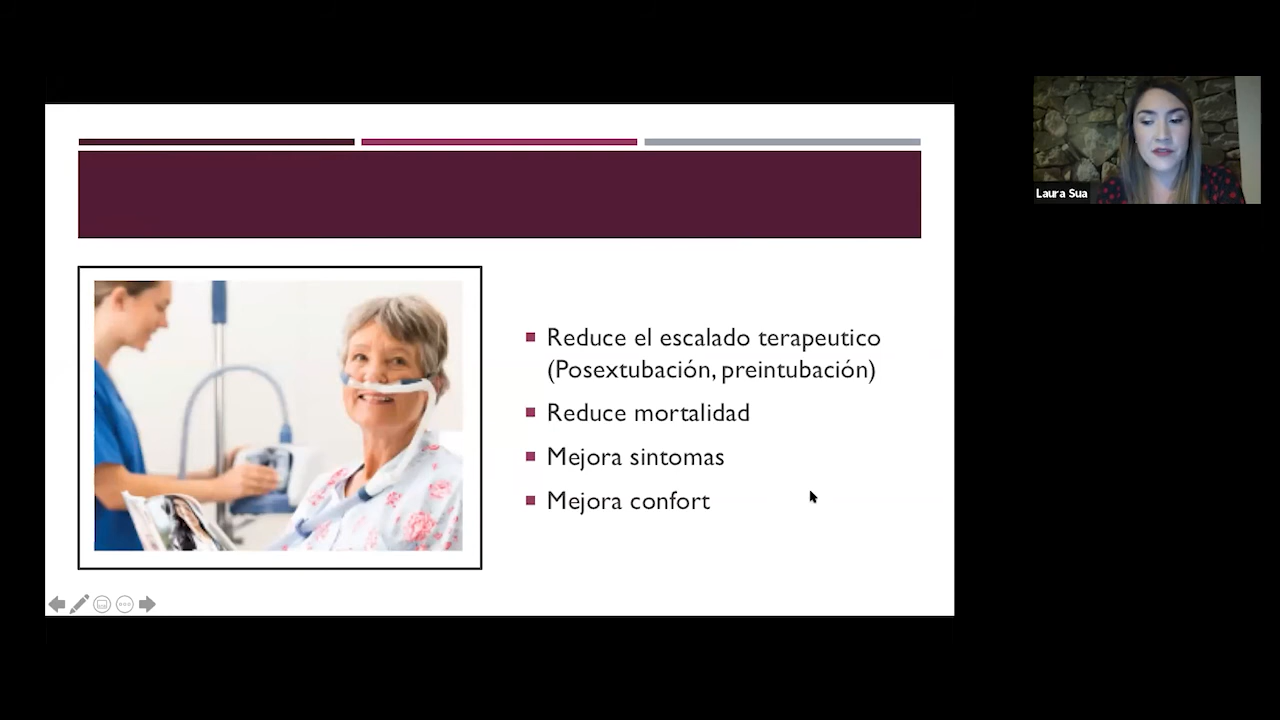 Reduce el escalado terapeutico
(Posextubación, preintubación)
Reduce mortalidad
Mejora sintomas
Mejora confort
Laura Sua